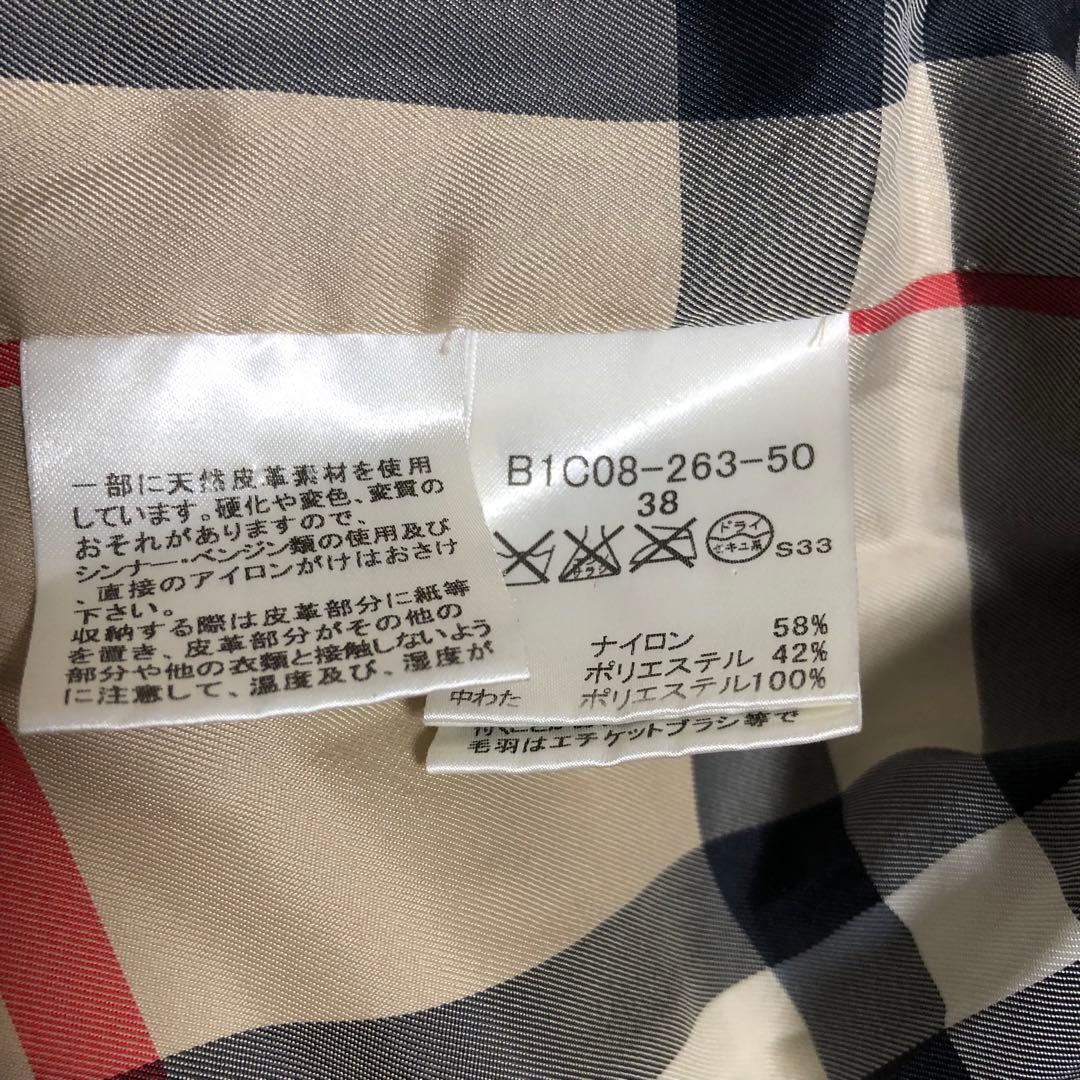 一部に天然皮革素材を使用
しています。硬化や変色、変質の
おそれがありますので、
シンナー・ベンジン類の使用及び
、直接のアイロンがけはおさけ
下さい。
収納する際は皮革部分に紙等
を置き、皮革部分がその他の
部分や他の衣類と接触しないよう
に注意して、温度及び、湿度が
B1C08-263-50
38
ドライ
セキユ系
S33
ナイロン 58%
ポリエステル 42%
中わた ポリエステル100%
毛羽はエチケットブラシ等で